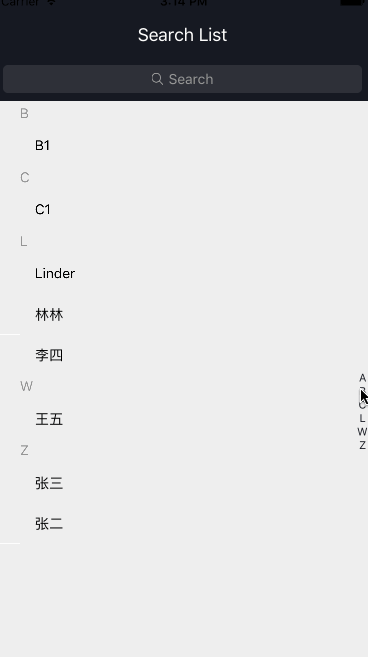 Carrier 3:14 PM
Search List
Search
B
B1
C
C1
L
Linder
林林
李四
W
王五
Z
张三
张二
A
C
L
W
Z